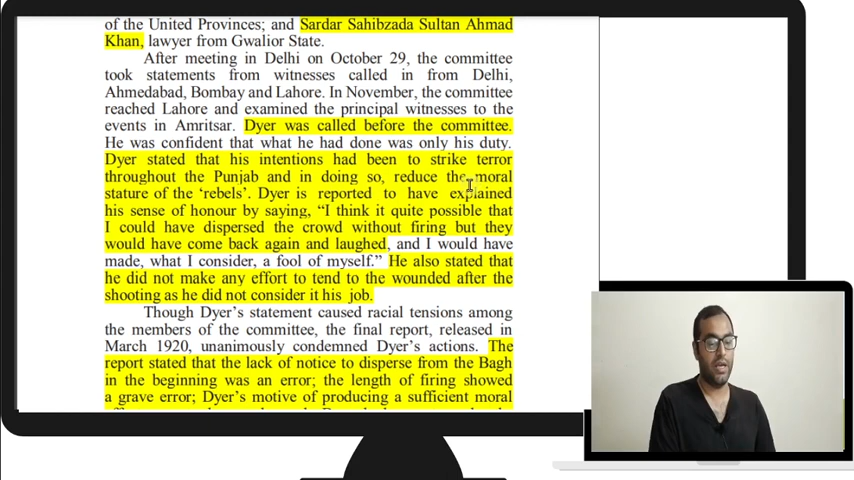 of the United Provinces; and Sardar Sahibzada Sultan Ahmad
Khan, lawyer from Gwalior State.
After meeting in Delhi on October 29, the committee
took statements from witnesses called in from Delhi,
Ahmedabad, Bombay and Lahore. In November, the committee
reached Lahore and examined the principal witnesses to the
events in Amritsar. Dyer was called before the committee.
He was confident that what he had done was only his duty.
Dyer stated that his intentions had been to strike terror
throughout the Punjab and in doing so, reduce the moral
stature of the ‘rebels’. Dyer is reported to have explained
his sense of honour by saying, “I think it quite possible that
I could have dispersed the crowd without firing but they
would have come back again and laughed, and I would have
made, what I consider, a fool of myself.” He also stated that
he did not make any effort to tend to the wounded after the
shooting as he did not consider it his job.
Though Dyer’s statement caused racial tensions among
the members of the committee, the final report, released in
March 1920, unanimously condemned Dyer’s actions. The
report stated that the lack of notice to disperse from the Bagh
in the beginning was an error; the length of firing showed
a grave error; Dyer’s motive of producing a sufficient moral